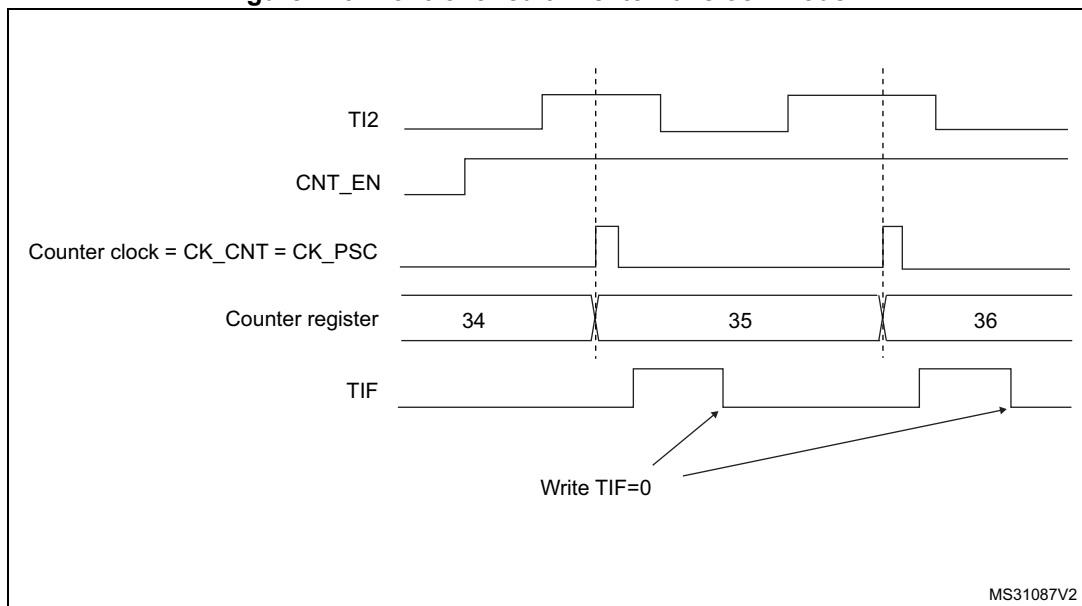 TI2
CNT_EN
Counter clock = CK_CNT = CK_PSC
Counter register 34 35 36
TIF
Write TIF=0
MS31087V2